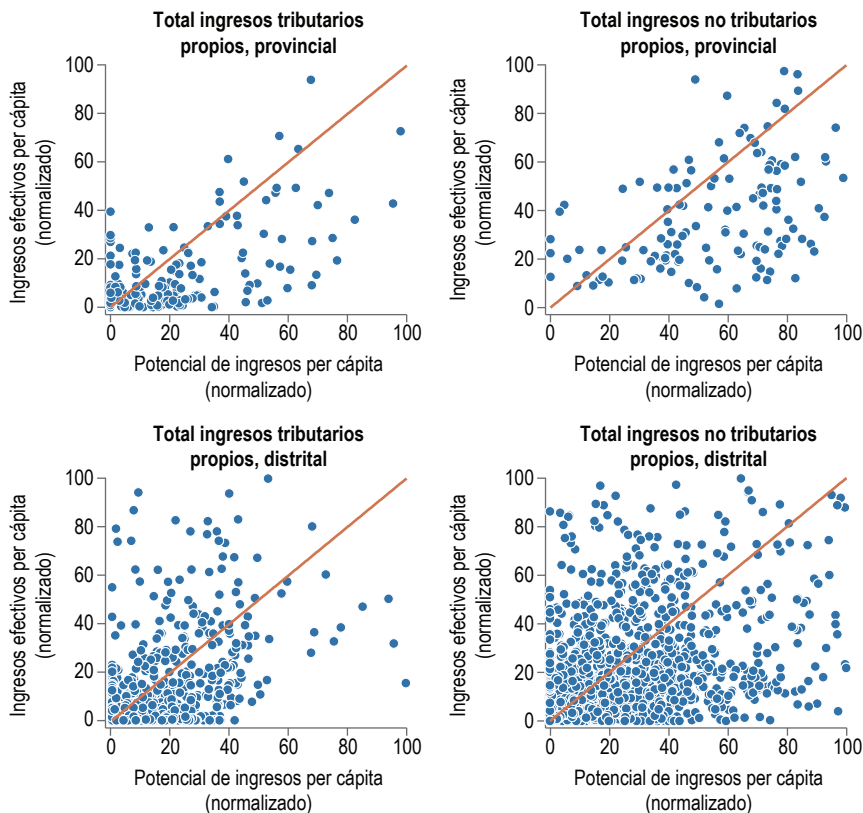 Total ingresos tributarios
propios, provincial
Ingresos efectivos per cápita
(normalizado)
100
80
60
40
20
0
0 20 40 60 80 100
Potencial de ingresos per cápita
(normalizado)
Total ingresos no tributarios
propios, provincial
Ingresos efectivos per cápita
(normalizado)
100
80
60
40
20
0
0 20 40 60 80 100
Potencial de ingresos per cápita
(normalizado)
Total ingresos tributarios
propios, distrital
Ingresos efectivos per cápita
(normalizado)
100
80
60
40
20
0
0 20 40 60 80 100
Potencial de ingresos per cápita
(normalizado)
Total ingresos no tributarios
propios, distrital
Ingresos efectivos per cápita
(normalizado)
100
80
60
40
20
0
0 20 40 60 80 100
Potencial de ingresos per cápita
(normalizado)